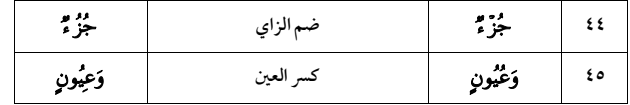 ٤٤ جُزْءٌ ضم الزاي جُزُءٌ
٤٥ وَعُيُونٍ كسر العين وَعِيُونٍ